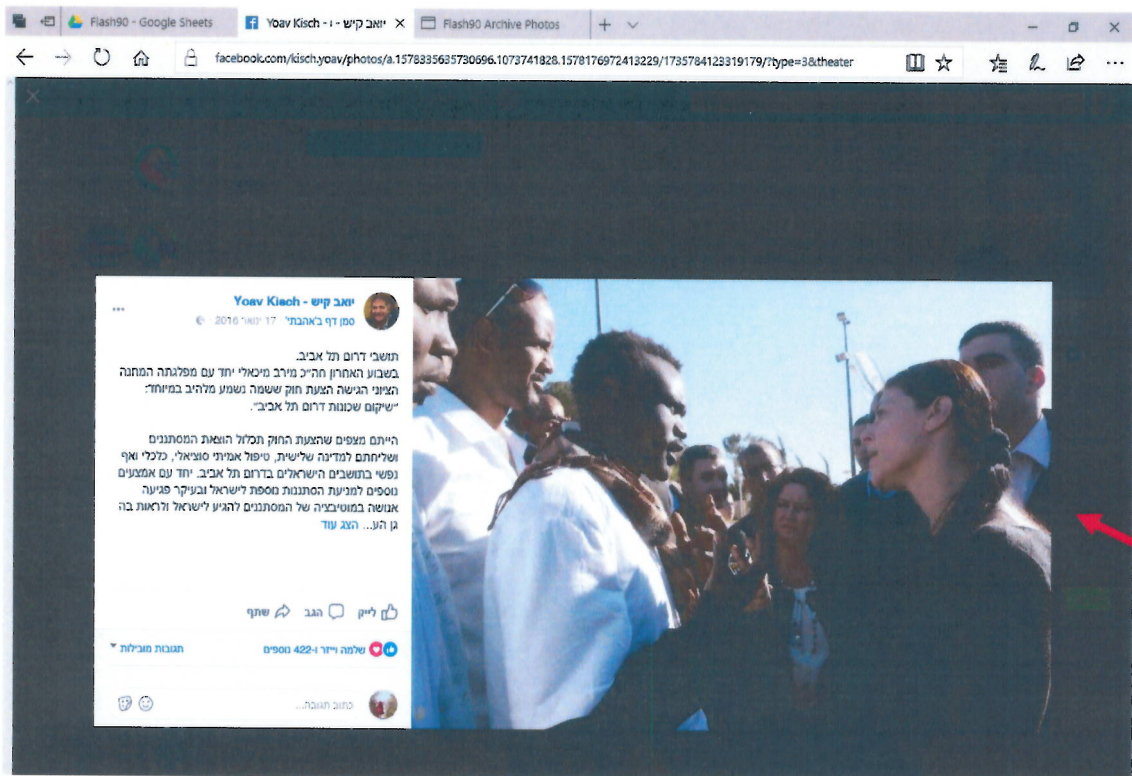 Flash90 - Google Sheets
Yoav Kisch - יואב קיש - ו
Flash90 Archive Photos
facebook.com/kisch.yoav/photos/a.1578335635730696.1073741828.1578176972413229/1735784123319179/?type=3&theater
Yoav Kisch - יואב קיש
סמן דף ב'אהבתי' 17 ינואר 2016
תושבי דרום תל אביב.
בשבוע האחרון חה״כ מירב מיכאלי יחד עם מפלגתה המחנה
הציוני הגישה הצעת חוק ששמה נשמע מלהיב במיוחד:
״שיקום שכונות דרום תל אביב״.
הייתם מצפים שהצעת החוק תכלול הוצאת המסתננים
ושליחתם למדינה שלישית, טיפול אמיתי סוציאלי, כלכלי ואף
נפשי בתושבים הישראלים בדרום תל אביב. יחד עם אמצעים
נוספים למניעת הסתננות נוספת לישראל ובעיקר פגיעה
אנושה במוטיבציה של המסתננים להגיע לישראל ולראות בה
גן הע... הצג עוד
לייק הגב שתף
שלמה וייזר ו-422 נוספים
תגובות מובילות
כתוב תגובה...